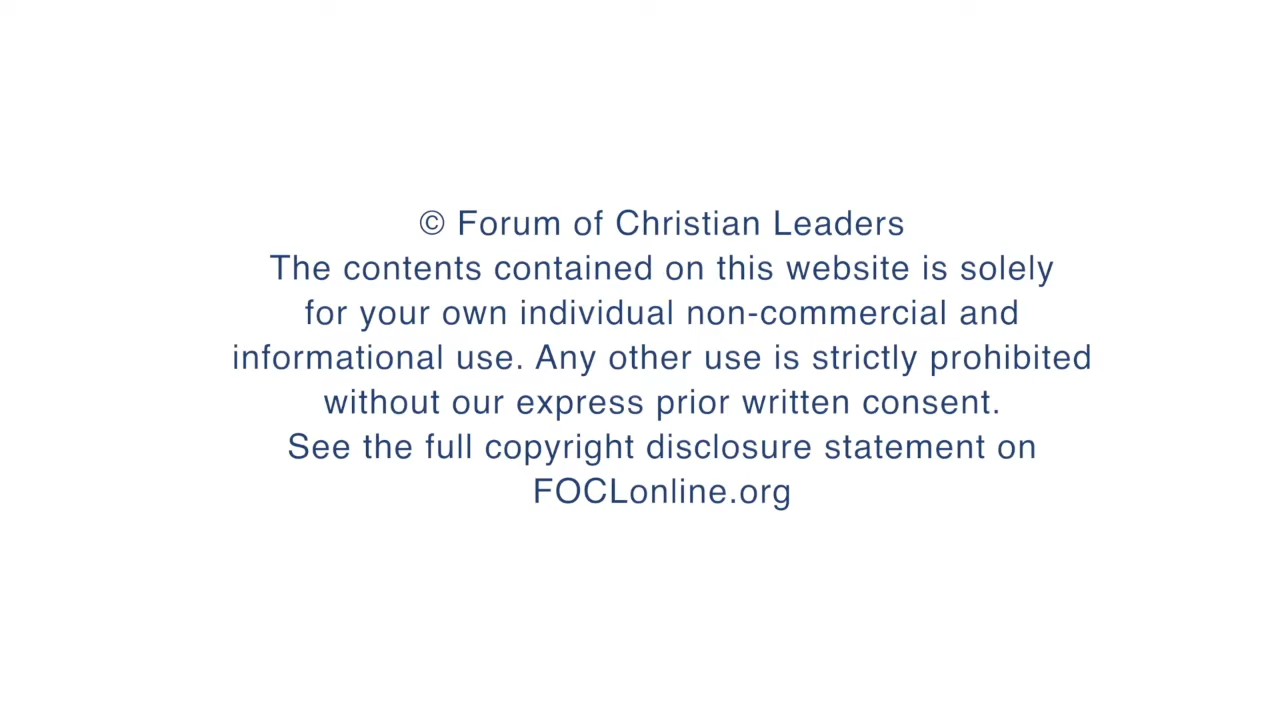 © Forum of Christian Leaders
The contents contained on this website is solely
for your own individual non-commercial and
informational use. Any other use is strictly prohibited
without our express prior written consent.
See the full copyright disclosure statement on
FOCLonline.org